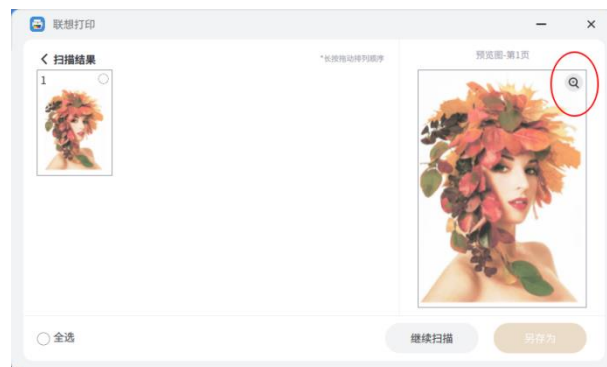 联想打印
扫描结果
*长按拖动排列顺序
预览图-第1页
1
全选
继续扫描
另存为